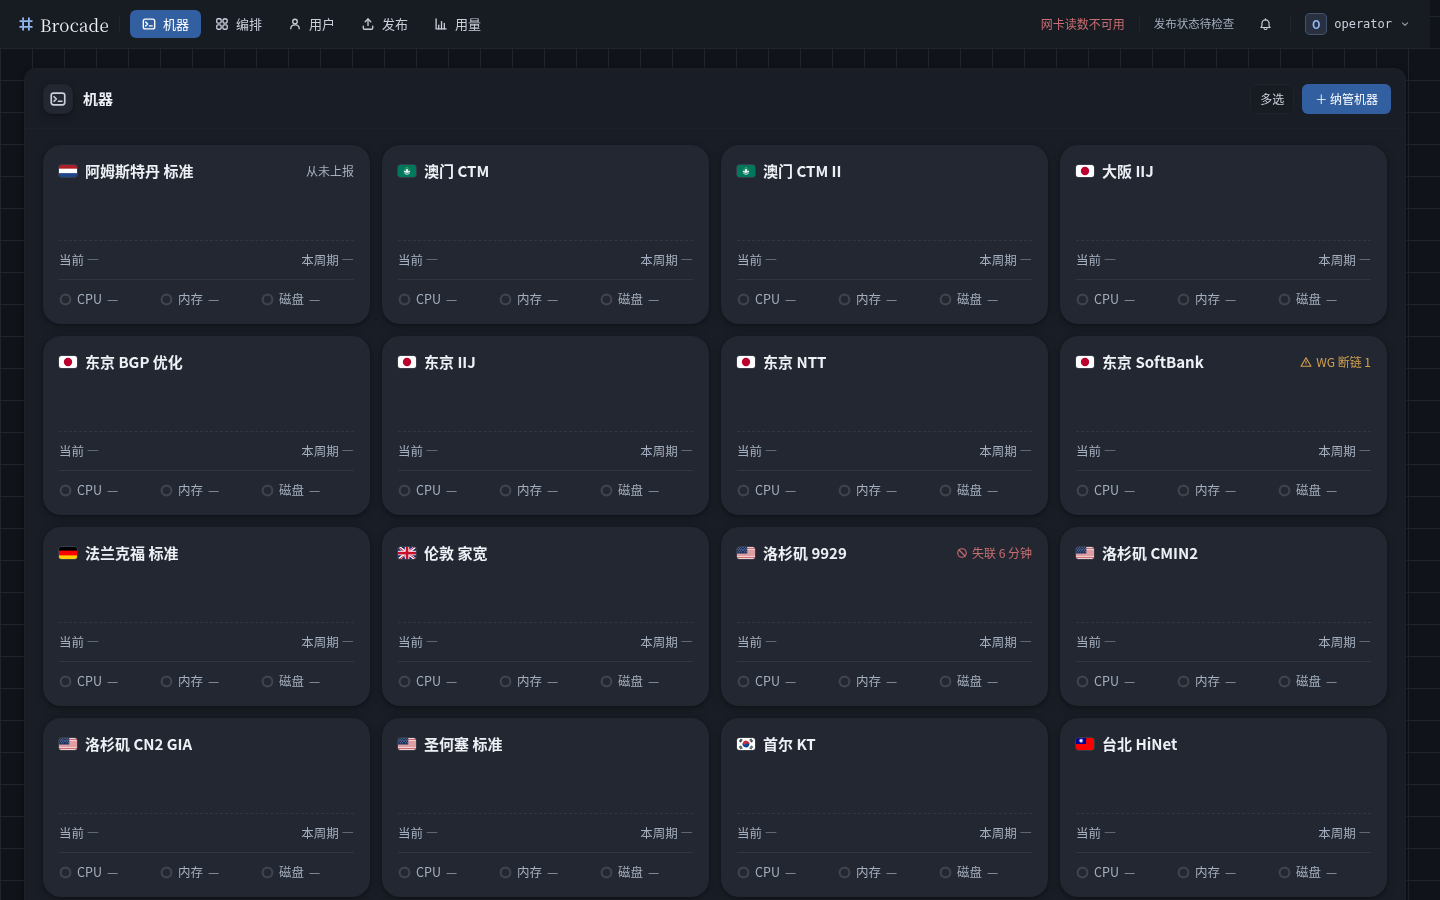 Brocade 机器 编排 用户 发布 用量 网卡读数不可用 发布状态待检查 O operator
机器 多选 纳管机器
阿姆斯特丹 标准 从未上报 澳门 CTM 澳门 CTM II 大阪 IIJ
当前 — 本周期 — 当前 — 本周期 — 当前 — 本周期 — 当前 — 本周期 —
CPU — 内存 — 磁盘 — CPU — 内存 — 磁盘 — CPU — 内存 — 磁盘 — CPU — 内存 — 磁盘 —
东京 BGP 优化 东京 IIJ 东京 NTT 东京 SoftBank WG 断链 1
当前 — 本周期 — 当前 — 本周期 — 当前 — 本周期 — 当前 — 本周期 —
CPU — 内存 — 磁盘 — CPU — 内存 — 磁盘 — CPU — 内存 — 磁盘 — CPU — 内存 — 磁盘 —
法兰克福 标准 伦敦 家宽 洛杉矶 9929 失联 6 分钟 洛杉矶 CMIN2
当前 — 本周期 — 当前 — 本周期 — 当前 — 本周期 — 当前 — 本周期 —
CPU — 内存 — 磁盘 — CPU — 内存 — 磁盘 — CPU — 内存 — 磁盘 — CPU — 内存 — 磁盘 —
洛杉矶 CN2 GIA 圣何塞 标准 首尔 KT 台北 HiNet
当前 — 本周期 — 当前 — 本周期 — 当前 — 本周期 — 当前 — 本周期 —
CPU — 内存 — 磁盘 — CPU — 内存 — 磁盘 — CPU — 内存 — 磁盘 — CPU — 内存 — 磁盘 —